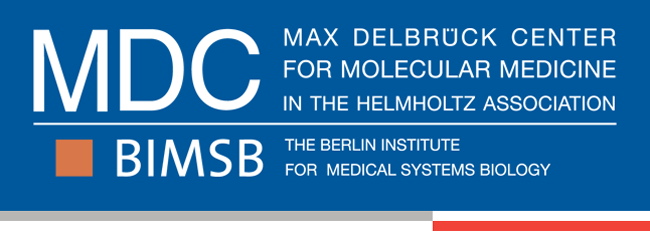 MDC
MAX DELBRÜCK CENTER
FOR MOLECULAR MEDICINE
IN THE HELMHOLTZ ASSOCIATION
BIMSB
THE BERLIN INSTITUTE
FOR MEDICAL SYSTEMS BIOLOGY